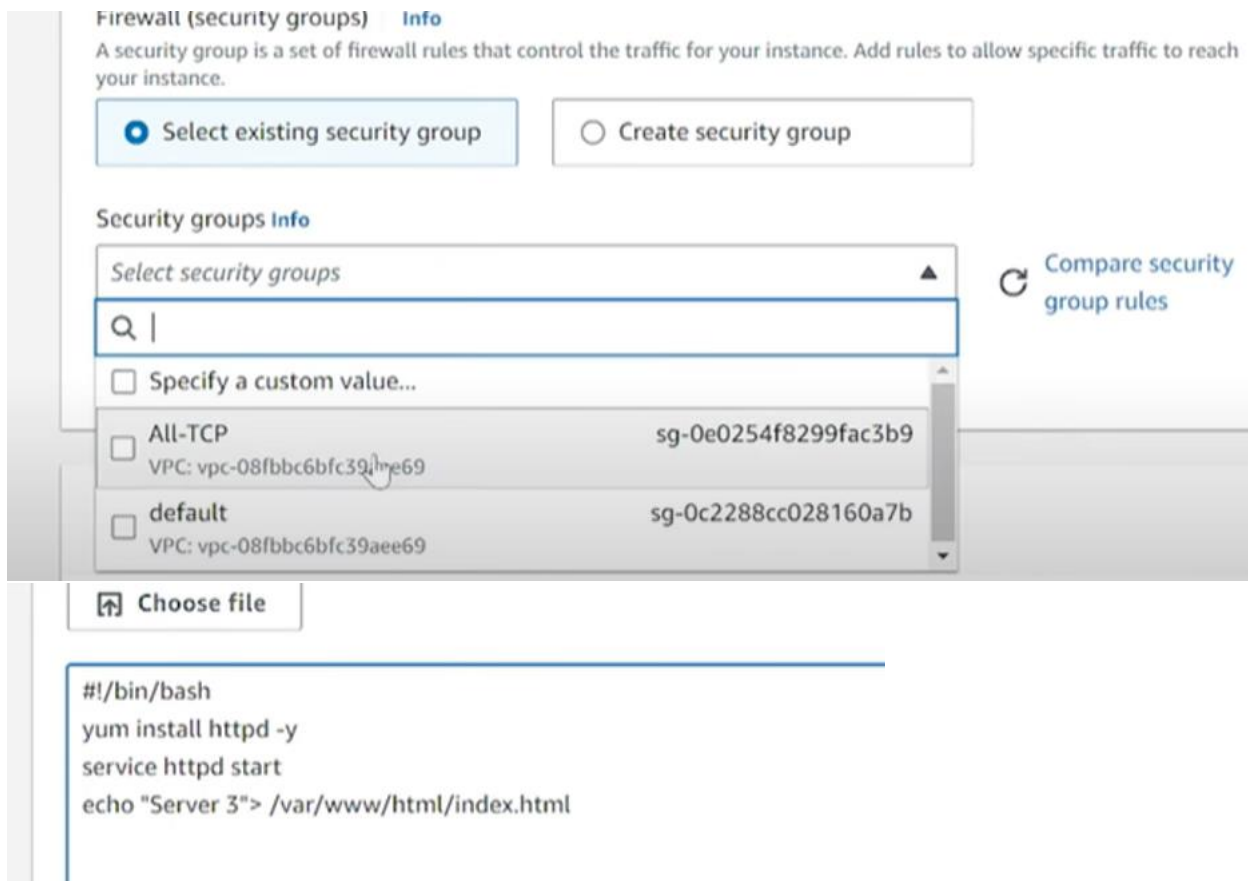 Firewall (security groups) Info
A security group is a set of firewall rules that control the traffic for your instance. Add rules to allow specific traffic to reach
your instance.
Select existing security group
Create security group
Security groups Info
Select security groups
Compare security
group rules
Specify a custom value...
All-TCP
sg-0e0254f8299fac3b9
VPC:
default
sg-0c2288cc028160a7b
VPC: vpc-08fbbc6bfc39aee69
Choose file
#!/bin/bash
yum install httpd -y
service httpd start
echo "Server 3"> /var/www/html/index.html